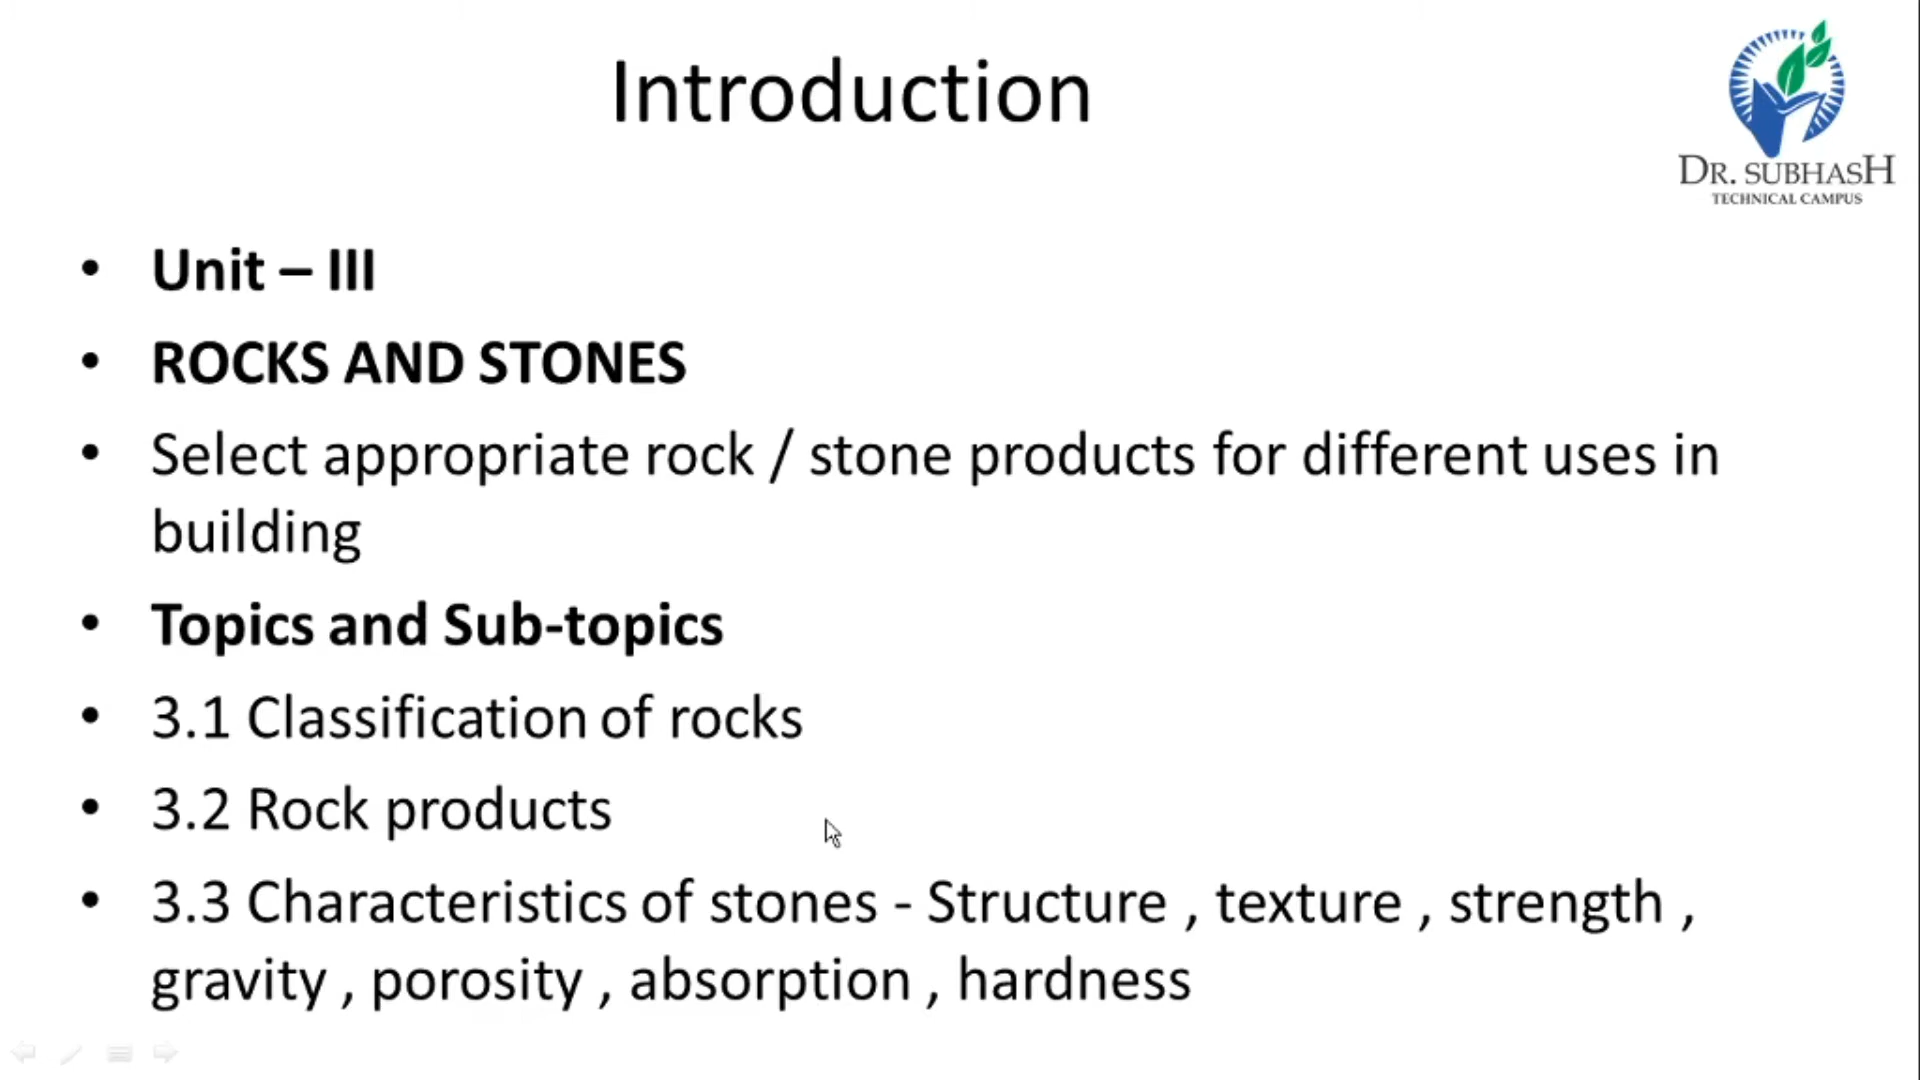 Introduction
DR. SUBHASH
TECHNICAL CAMPUS
• Unit – III
• ROCKS AND STONES
• Select appropriate rock / stone products for different uses in
building
• Topics and Sub-topics
• 3.1 Classification of rocks
• 3.2 Rock products
• 3.3 Characteristics of stones - Structure , texture , strength ,
gravity , porosity , absorption , hardness